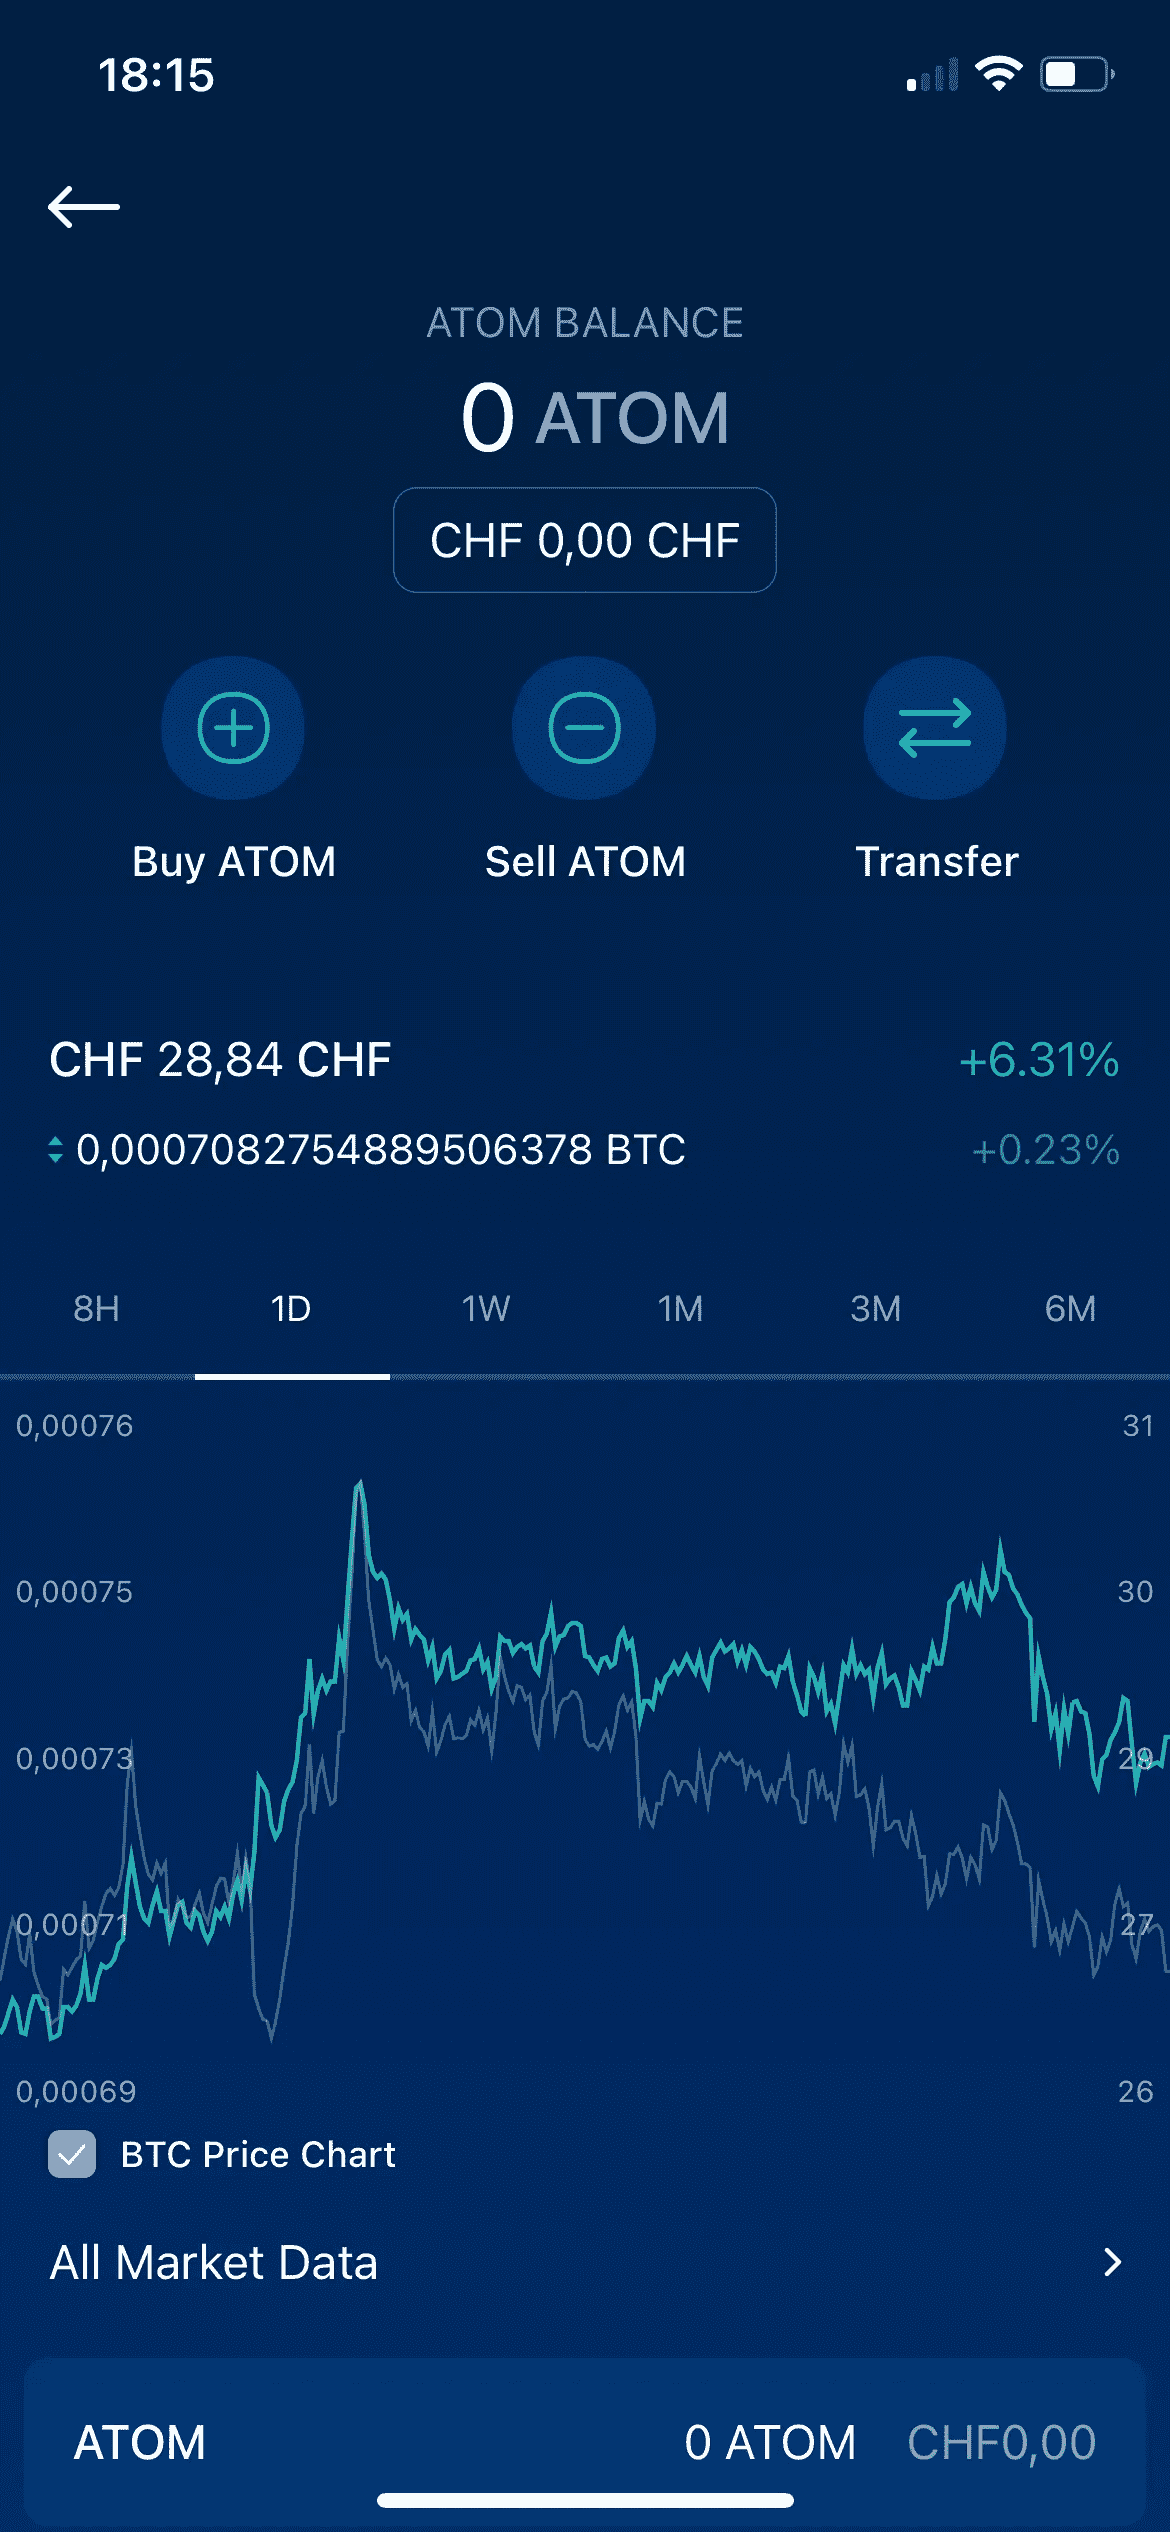 18:15
ATOM BALANCE
0 ATOM
CHF 0,00 CHF
Buy ATOM
Sell ATOM
Transfer
CHF 28,84 CHF +6.31%
0,0007082754889506378 BTC +0.23%
8H 1D 1W 1M 3M 6M
0,00076 31
0,00075 30
0,00073 29
0,00071 27
0,00069 26
BTC Price Chart
All Market Data
ATOM 0 ATOM CHF0,00